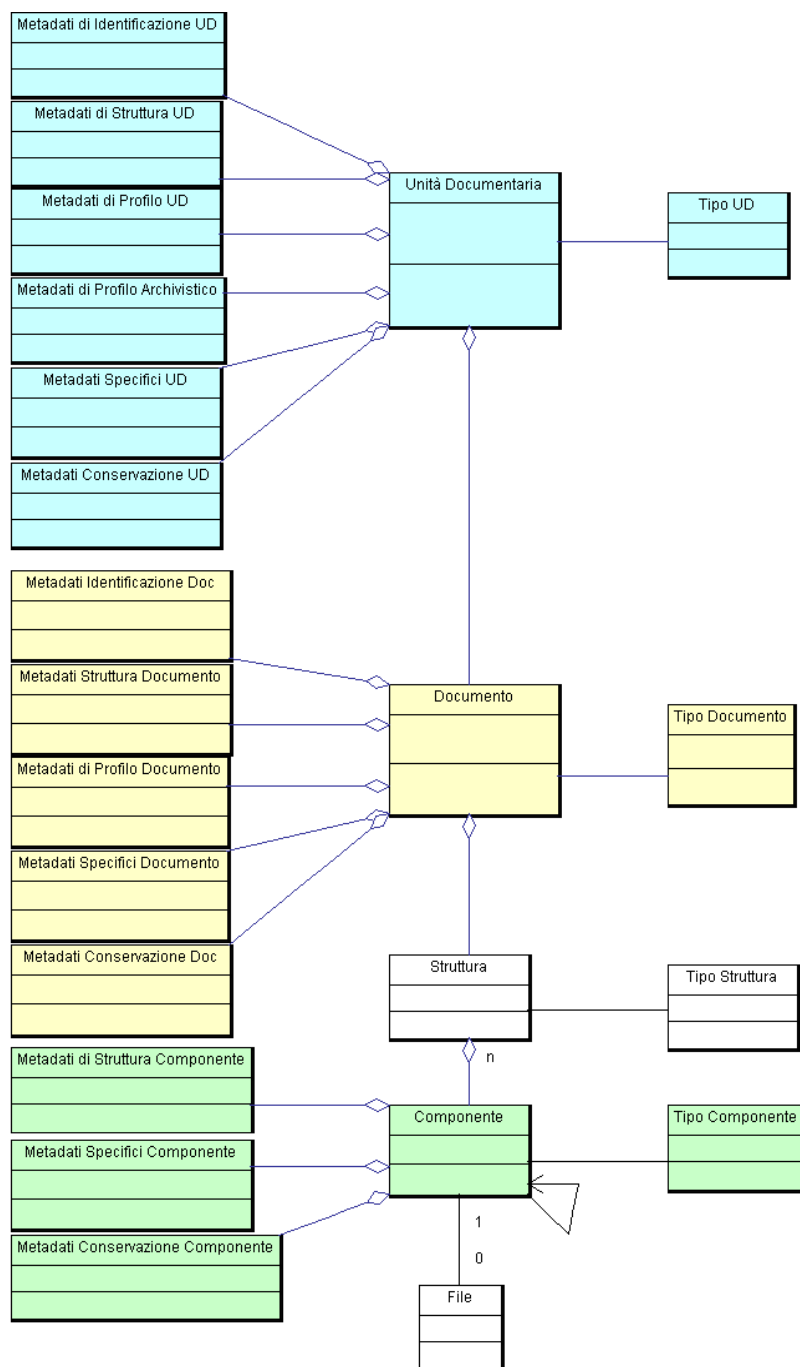 Metadati di Identificazione UD
Metadati di Struttura UD
Unità Documentaria
Tipo UD
Metadati di Profilo UD
Metadati di Profilo Archivistico
Metadati Specifici UD
Metadati Conservazione UD
Metadati Identificazione Doc
Metadati Struttura Documento
Documento
Tipo Documento
Metadati di Profilo Documento
Metadati Specifici Documento
Metadati Conservazione Doc
Struttura
Tipo Struttura
n
Metadati di Struttura Componente
Componente
Tipo Componente
Metadati Specifici Componente
Metadati Conservazione Componente
1
0
File